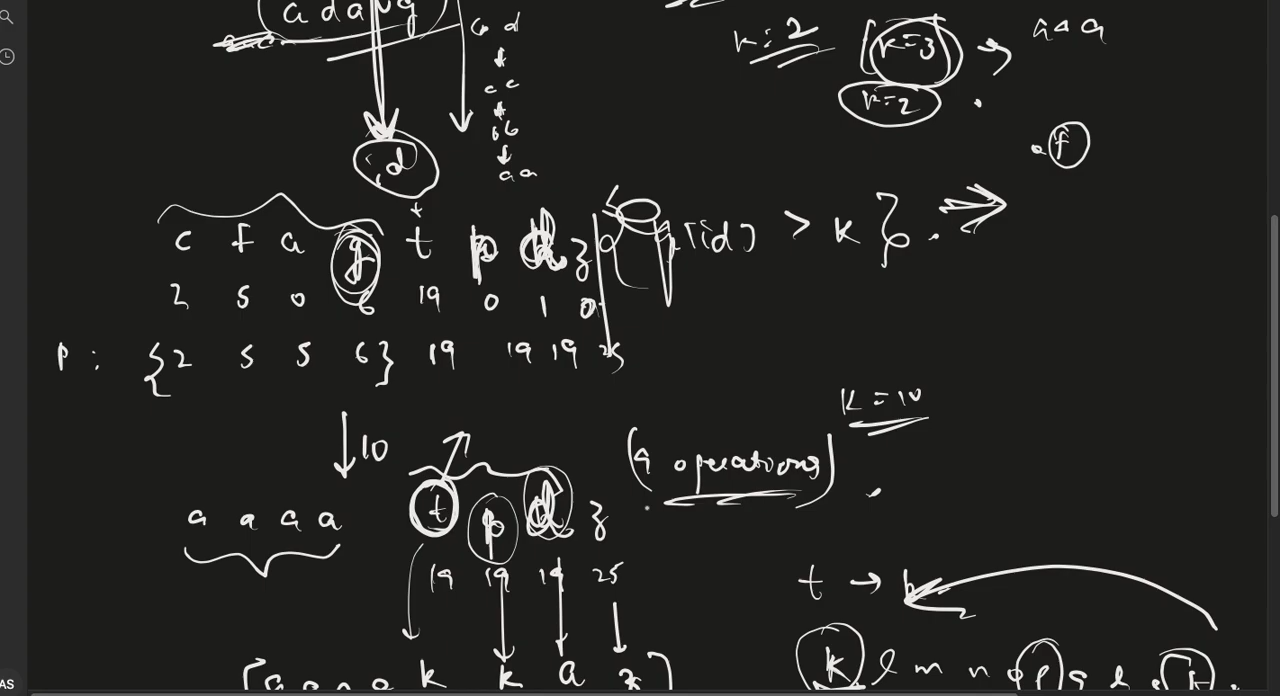 a d a g
k = 2 k = 3 → a a a
k = 2
c d
c c
b b
a a
d
f
t
c f a g t p d z
[id] > k }
2 5 0 6 19 0 1 0
P : { 2 5 5 6 } 19 19 19 25
K = 10
↓ 10
(9 operations)
a a a a t p d z
19 19 19 25
t → k
k l m n o p q r s t
[ a a a a k k a z ]